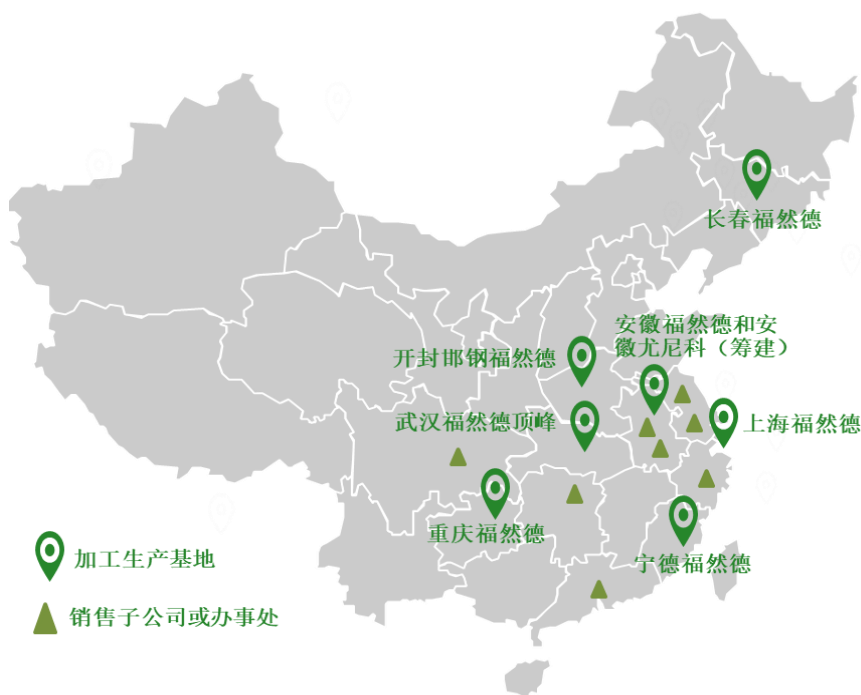 长春福然德
安徽福然德和安
徽尤尼科（筹建）
开封邯钢福然德
武汉福然德顶峰
上海福然德
重庆福然德
宁德福然德
加工生产基地
销售子公司或办事处